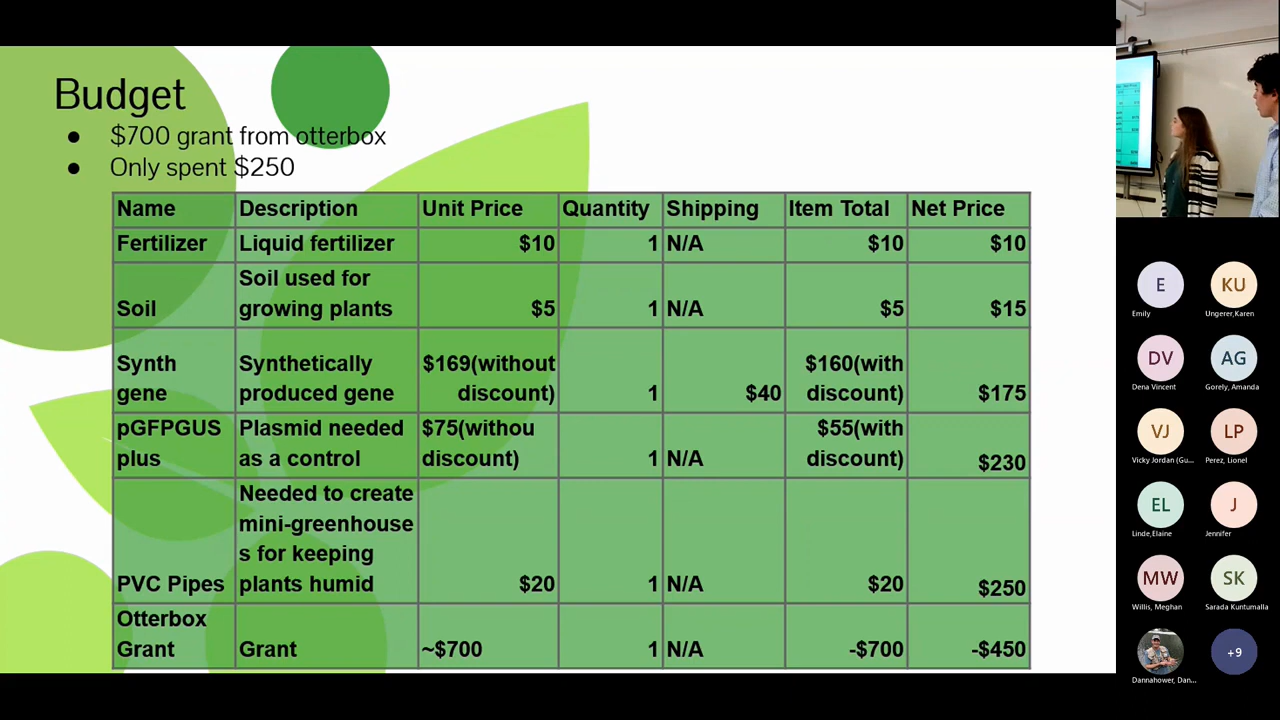 Budget
● $700 grant from otterbox
● Only spent $250
Name Description Unit Price Quantity Shipping Item Total Net Price
Fertilizer Liquid fertilizer $10 1 N/A $10 $10
Soil used for
Soil growing plants $5 1 N/A $5 $15
Synth Synthetically $169(without $160(with
gene produced gene discount) 1 $40 discount) $175
pGFPGUS Plasmid needed $75(withou $55(with
plus as a control discount) 1 N/A discount) $230
Needed to create
mini-greenhouse
s for keeping
PVC Pipes plants humid $20 1 N/A $20 $250
Otterbox
Grant Grant ~$700 1 N/A -$700 -$450
E KU
Emily Ungerer,Karen
DV AG
Dena Vincent Gorely, Amanda
VJ LP
Vicky Jordan (Gu... Perez, Lionel
EL J
Linde,Elaine Jennifer
MW SK
Willis, Meghan Sarada Kuntumalla
+9
Dannahower, Dan...